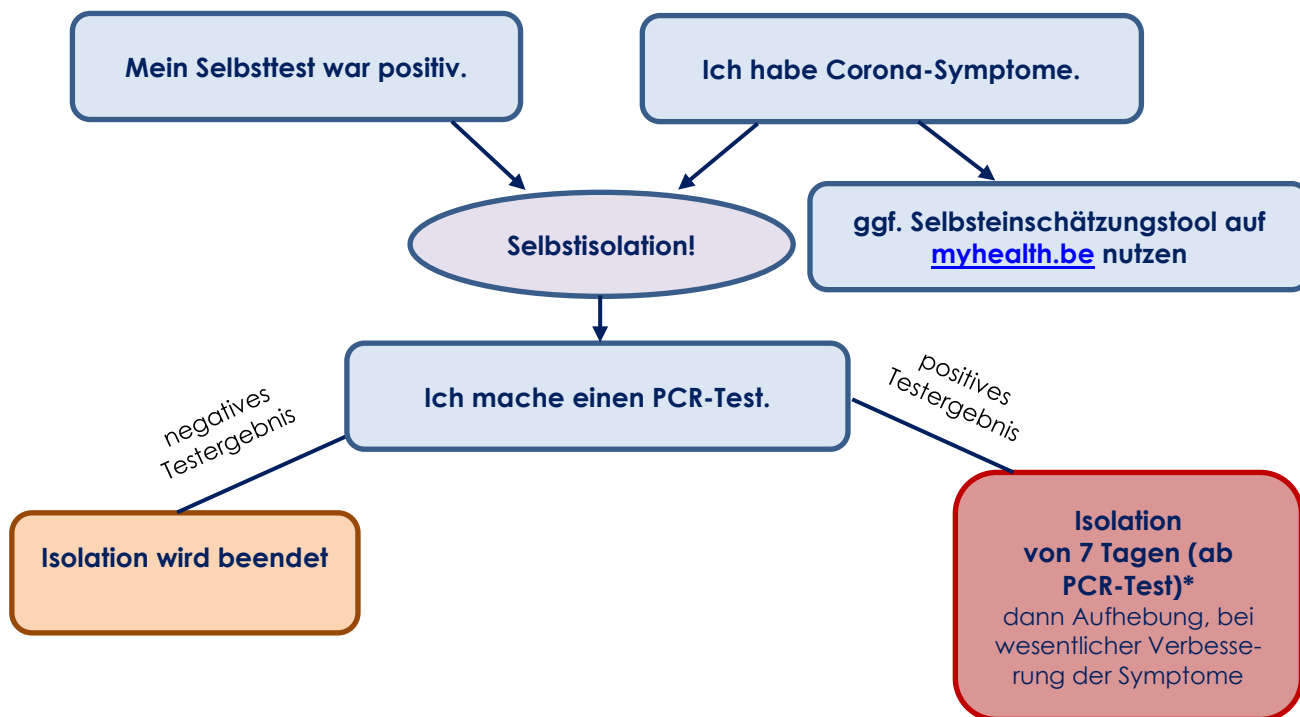 Mein Selbsttest war positiv.
Ich habe Corona-Symptome.
Selbstisolation!
ggf. Selbsteinschätzungstool auf
myhealth.be nutzen
Ich mache einen PCR-Test.
negatives
Testergebnis
positives
Testergebnis
Isolation wird beendet
Isolation
von 7 Tagen (ab
PCR-Test)*
dann Aufhebung, bei
wesentlicher Verbesse-
rung der Symptome